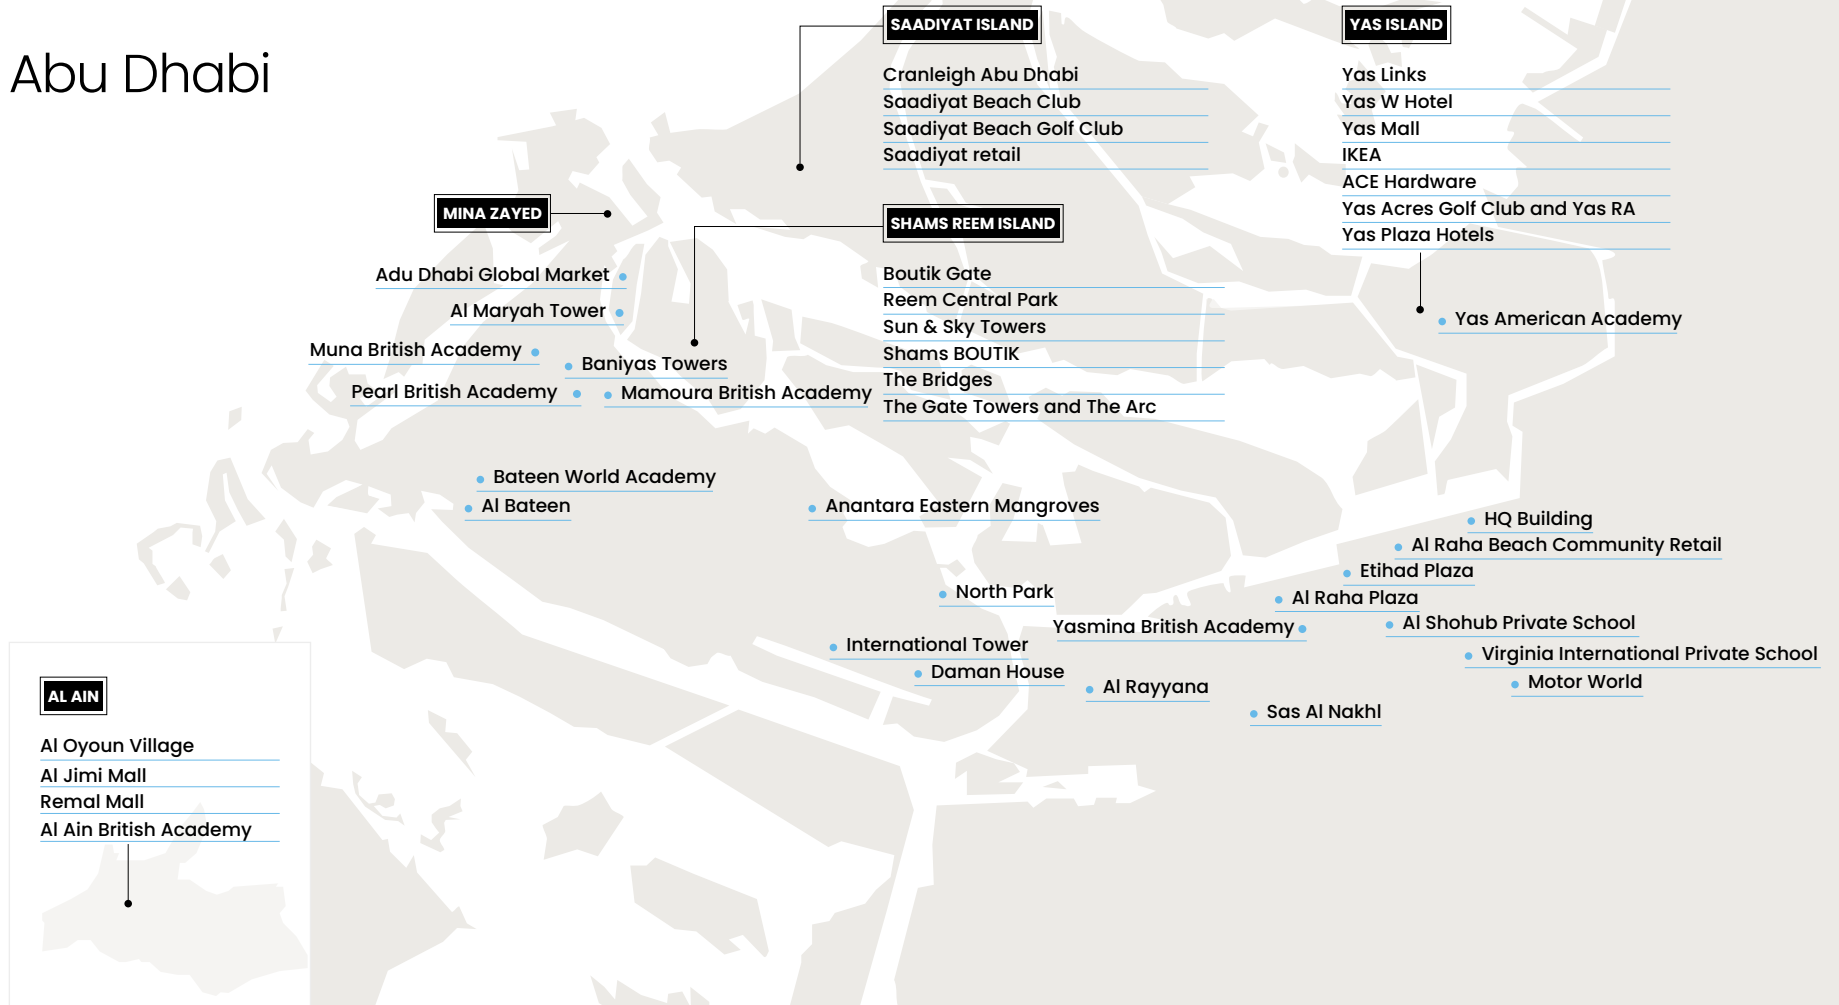 Abu Dhabi
SAADIYAT ISLAND
Cranleigh Abu Dhabi
Saadiyat Beach Club
Saadiyat Beach Golf Club
Saadiyat retail
YAS ISLAND
Yas Links
Yas W Hotel
Yas Mall
IKEA
ACE Hardware
Yas Acres Golf Club and Yas RA
Yas Plaza Hotels
Yas American Academy
MINA ZAYED
SHAMS REEM ISLAND
Boutik Gate
Reem Central Park
Sun & Sky Towers
Shams BOUTIK
The Bridges
The Gate Towers and The Arc
Adu Dhabi Global Market
Al Maryah Tower
Muna British Academy
Baniyas Towers
Pearl British Academy
Mamoura British Academy
Bateen World Academy
Al Bateen
Anantara Eastern Mangroves
HQ Building
Al Raha Beach Community Retail
Etihad Plaza
North Park
Al Raha Plaza
Yasmina British Academy
Al Shohub Private School
International Tower
Virginia International Private School
Daman House
Al Rayyana
Motor World
Sas Al Nakhl
AL AIN
Al Oyoun Village
Al Jimi Mall
Remal Mall
Al Ain British Academy